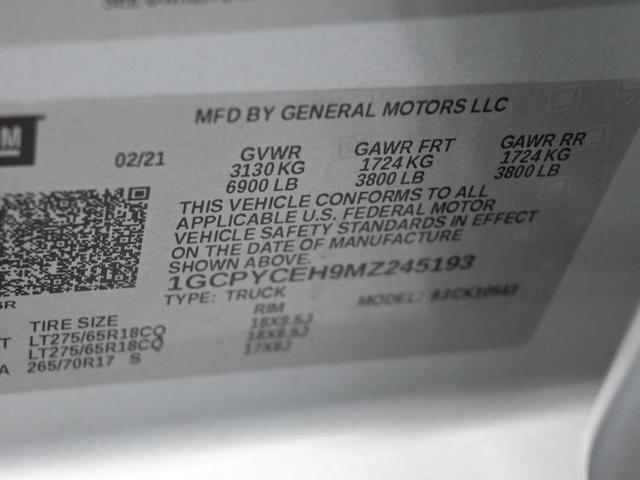 MFD BY GENERAL MOTORS LLC
02/21
GVWR GAWR FRT GAWR RR
3130 KG 1724 KG 1724 KG
6900 LB 3800 LB 3800 LB
THIS VEHICLE CONFORMS TO ALL
APPLICABLE U.S. FEDERAL MOTOR
VEHICLE SAFETY STANDARDS IN EFFECT
ON THE DATE OF MANUFACTURE
SHOWN ABOVE.
1GCPYCEH9MZ245193
TYPE: TRUCK MODEL: CK10543
TIRE SIZE RIM
LT275/65R18CQ 18X8.5J
LT275/65R18CQ 18X8.5J
265/70R17 S 17X8J